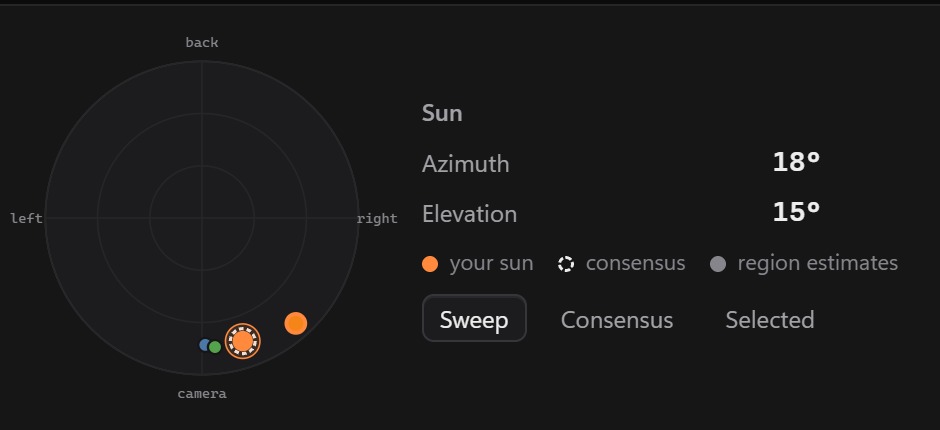 back
left
right
camera
Sun
Azimuth 18°
Elevation 15°
your sun consensus region estimates
Sweep Consensus Selected